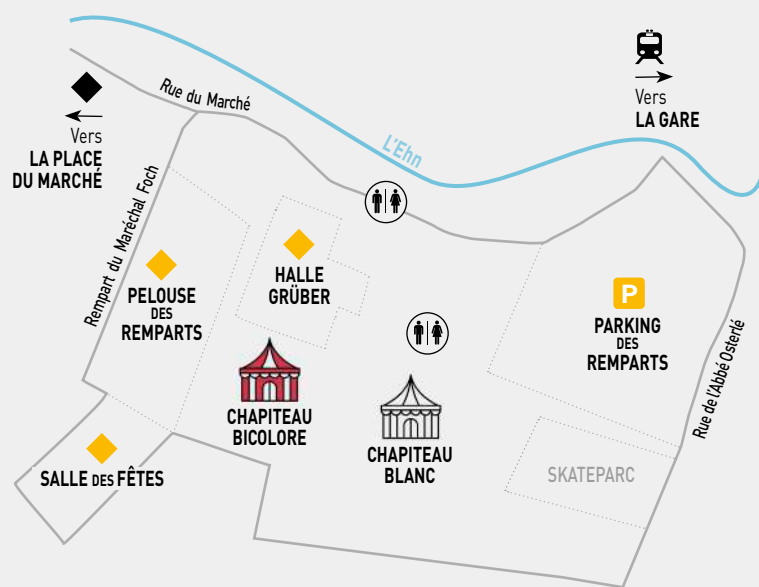 Rue du Marché
Vers
LA GARE
Vers
LA PLACE
DU MARCHÉ
L'Ehn
Rempart du Maréchal Foch
HALLE
GRÜBER
PELOUSE
DES
REMPARTS
P
PARKING
DES
REMPARTS
Rue de l'Abbé Osterlé
CHAPITEAU
BICOLORE
CHAPITEAU
BLANC
SALLE DES FÊTES
SKATEPARC